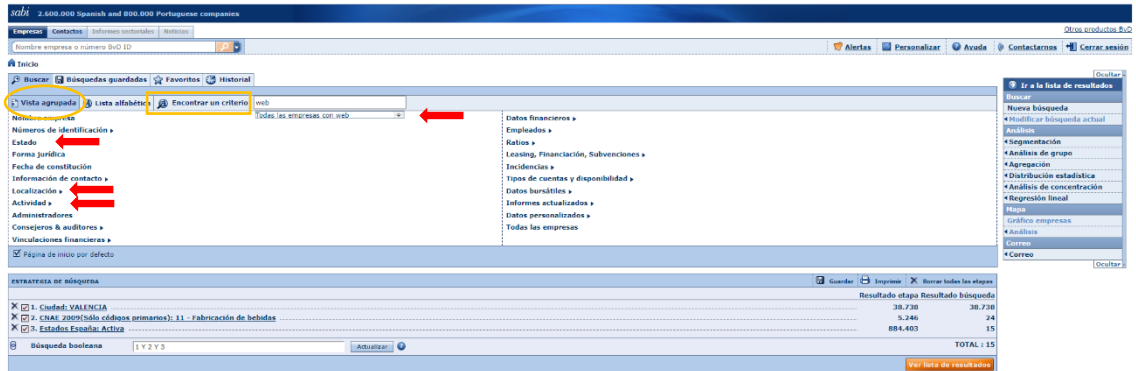 sabi 2.600.000 Spanish and 800.000 Portuguese companies
Empresas Contactos Informes sectoriales Noticias
Otros productos BvD
Nombre empresa o número BvD ID
Alertas Personalizar Ayuda Contactarnos Cerrar sesión
Inicio
Buscar Búsquedas guardadas Favoritos Historial
Vista agrupada Lista alfabética Encontrar un criterio web
Todas las empresas con web
Nombre empresa
Números de identificación
Estado
Forma jurídica
Fecha de constitución
Información de contacto
Localización
Actividad
Administradores
Consejeros & auditores
Vinculaciones financieras
Datos financieros
Empleados
Ratios
Leasing, Financiación, Subvenciones
Incidencias
Tipos de cuentas y disponibilidad
Datos bursátiles
Informes actualizados
Datos personalizados
Todas las empresas
Página de inicio por defecto
Ocultar
Ir a la lista de resultados
Buscar
Nueva búsqueda
Modificar búsqueda actual
Análisis
Segmentación
Análisis de grupo
Agregación
Distribución estadística
Análisis de concentración
Regresión lineal
Mapa
Gráfico empresas
Análisis
Correo
Correo
Ocultar
ESTRATEGIA DE BÚSQUEDA
Guardar Imprimir Borrar todas las etapas
Resultado etapa Resultado búsqueda
1. Ciudad: VALENCIA 38.738 38.738
2. CNAE 2009(Sólo códigos primarios): 11 - Fabricación de bebidas 5.246 24
3. Estados España: Activa 884.403 15
Búsqueda booleana 1 Y 2 Y 3 Actualizar TOTAL : 15
Ver lista de resultados